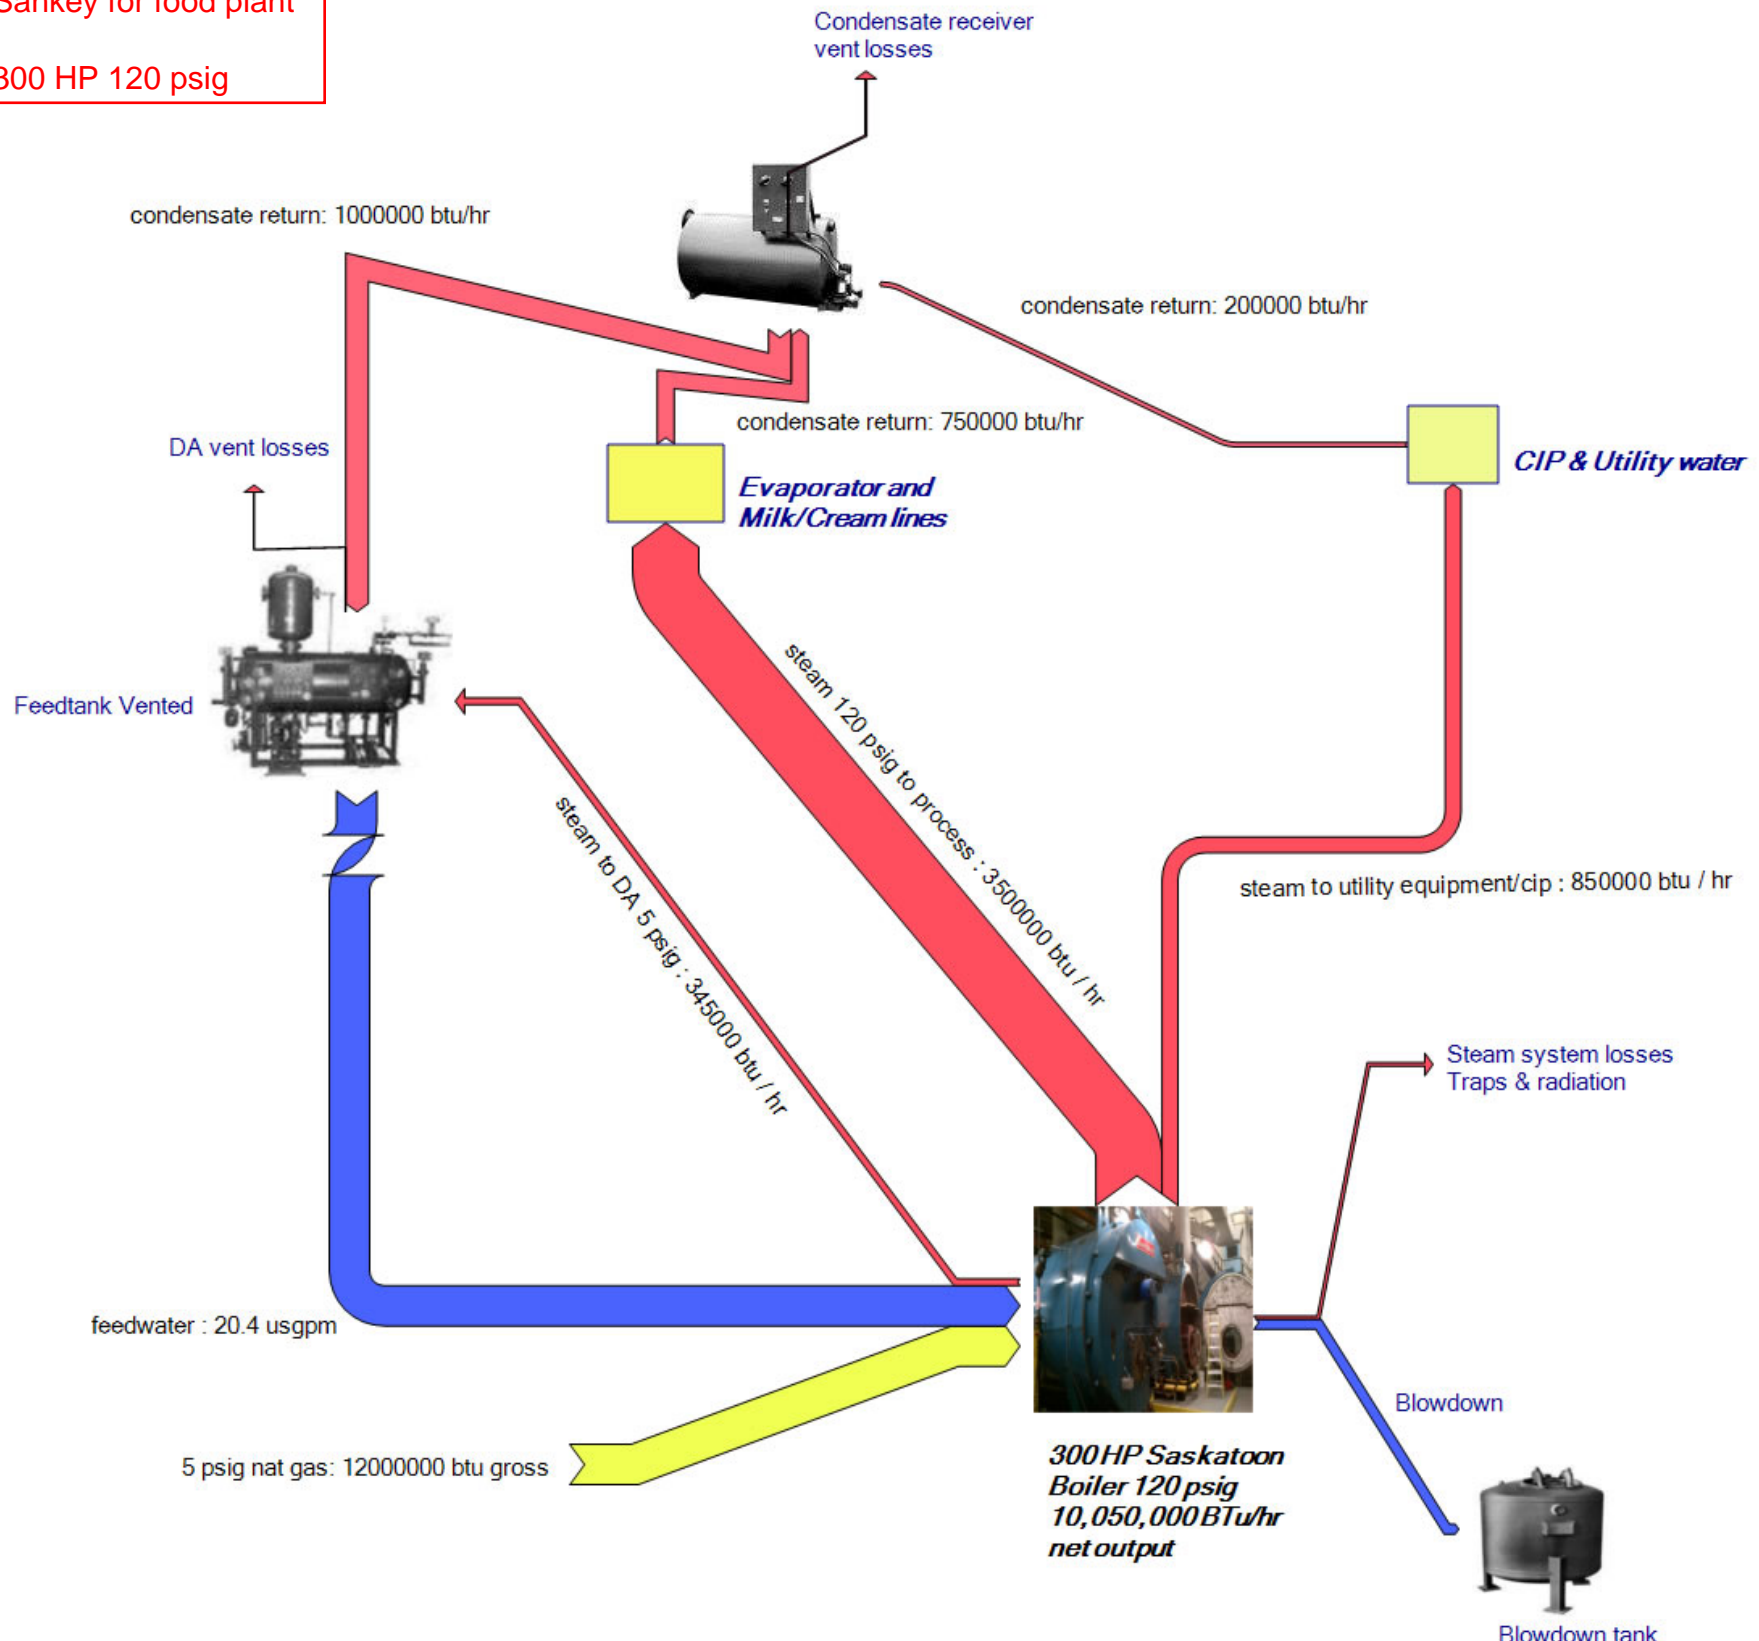 Sankey for food plant
300 HP 120 psig
Condensate receiver
vent losses
condensate return: 1000000 btu/hr
condensate return: 200000 btu/hr
condensate return: 750000 btu/hr
DA vent losses
CIP & Utility water
Evaporator and
Milk/Cream lines
Feedtank Vented
steam 120 psig to process : 3500000 btu / hr
steam to DA 5 psig : 345000 btu / hr
steam to utility equipment/cip : 850000 btu / hr
Steam system losses
Traps & radiation
feedwater : 20.4 usgpm
Blowdown
5 psig nat gas: 12000000 btu gross
300 HP Saskatoon
Boiler 120 psig
10,050,000 BTu/hr
net output
Blowdown tank